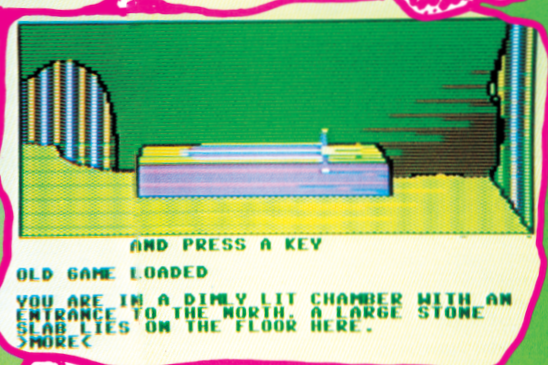 AND PRESS A KEY
OLD GAME LOADED
YOU ARE IN A DIMLY LIT CHAMBER WITH AN
ENTRANCE TO THE NORTH. A LARGE STONE
SLAB LIES ON THE FLOOR HERE.
>MORE<